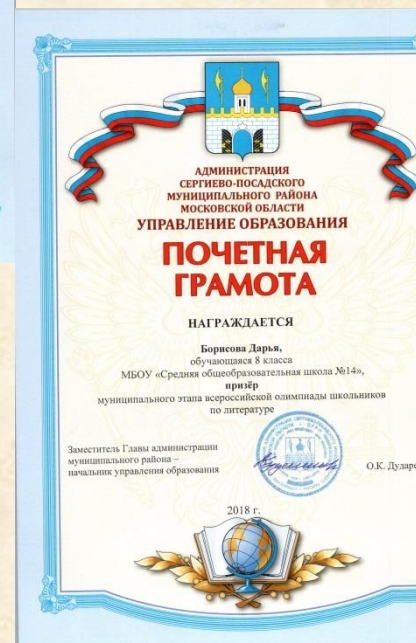 АДМИНИСТРАЦИЯ
СЕРГИЕВО-ПОСАДСКОГО
МУНИЦИПАЛЬНОГО РАЙОНА
МОСКОВСКОЙ ОБЛАСТИ
УПРАВЛЕНИЕ ОБРАЗОВАНИЯ
ПОЧЕТНАЯ
ГРАМОТА
НАГРАЖДАЕТСЯ
Борисова Дарья,
обучающаяся 8 класса
МБОУ «Средняя общеобразовательная школа №14»,
призёр
муниципального этапа всероссийской олимпиады школьников
по литературе
Заместитель Главы администрации
муниципального района –
начальник управления образования
О.К. Дударе
2018 г.